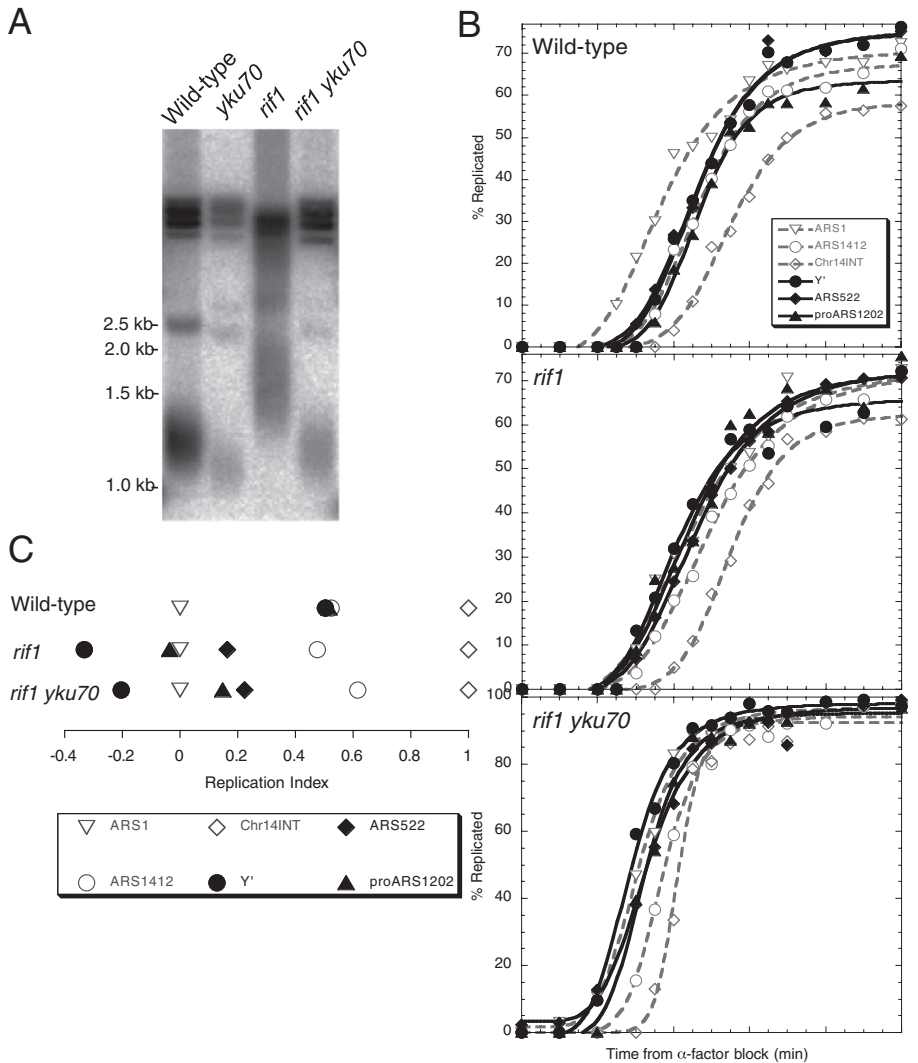 A
Wild-type
yku70
rif1
rif1 yku70
2.5 kb-
2.0 kb-
1.5 kb-
1.0 kb-
B
Wild-type
70
60
50
40
30
20
10
0
% Replicated
ARS1
ARS1412
Chr14INT
Y'
ARS522
proARS1202
rif1
70
60
50
40
30
20
10
0
rif1 yku70
100
80
60
40
20
0
% Replicated
Time from α-factor block (min)
C
Wild-type
rif1
rif1 yku70
-0.4 -0.2 0 0.2 0.4 0.6 0.8 1
Replication Index
ARS1 Chr14INT ARS522
ARS1412 Y' proARS1202